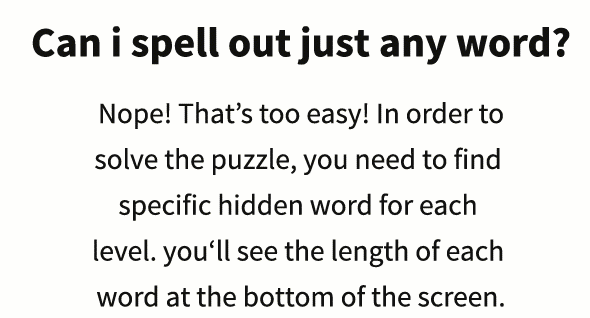 Can i spell out just any word?
Nope! That’s too easy! In order to
solve the puzzle, you need to find
specific hidden word for each
level. you‘ll see the length of each
word at the bottom of the screen.